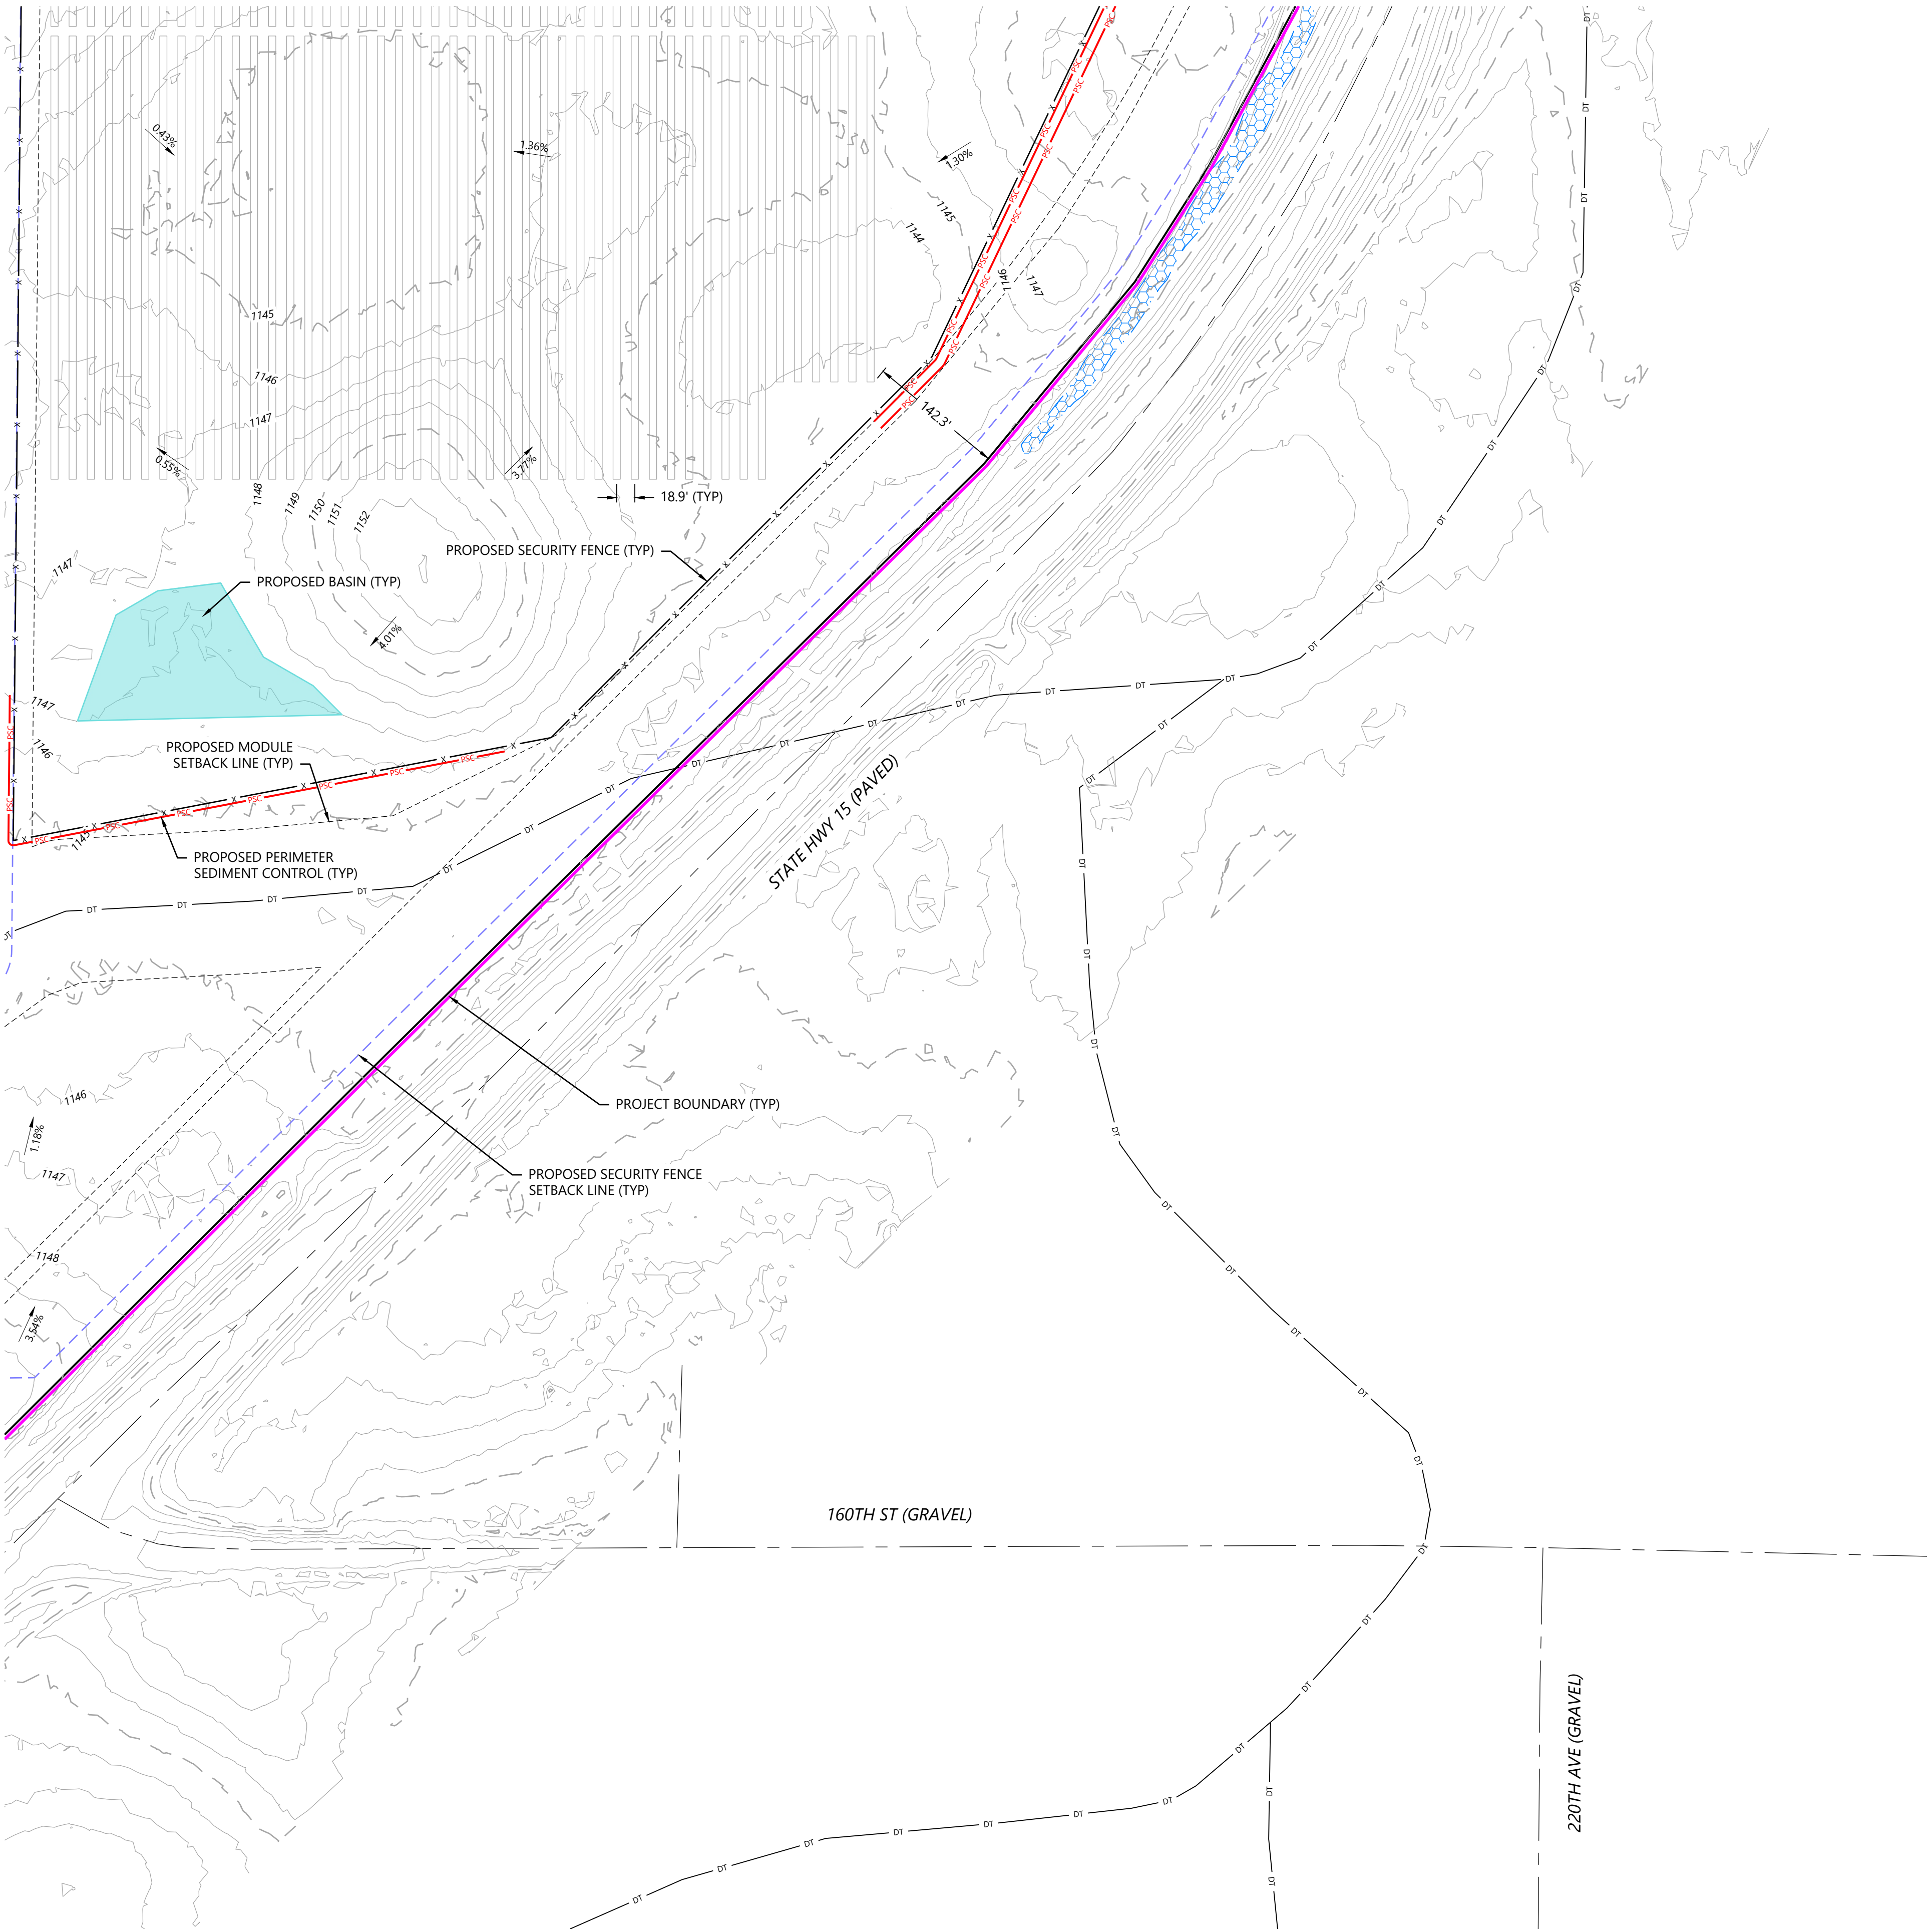 0.43%
1.36%
1.30%
1145
1144
1146
1147
1145
1146
1147
142.3'
0.55%
3.77%
1148
1149
1150
1151
1152
18.9' (TYP)
PROPOSED SECURITY FENCE (TYP)
1147
PROPOSED BASIN (TYP)
4.01%
1147
1146
PROPOSED MODULE
SETBACK LINE (TYP)
1145
PROPOSED PERIMETER
SEDIMENT CONTROL (TYP)
STATE HWY 15 (PAVED)
1146
1.18%
1147
PROJECT BOUNDARY (TYP)
PROPOSED SECURITY FENCE
SETBACK LINE (TYP)
1148
3.54%
160TH ST (GRAVEL)
220TH AVE (GRAVEL)
X
PSC
DT